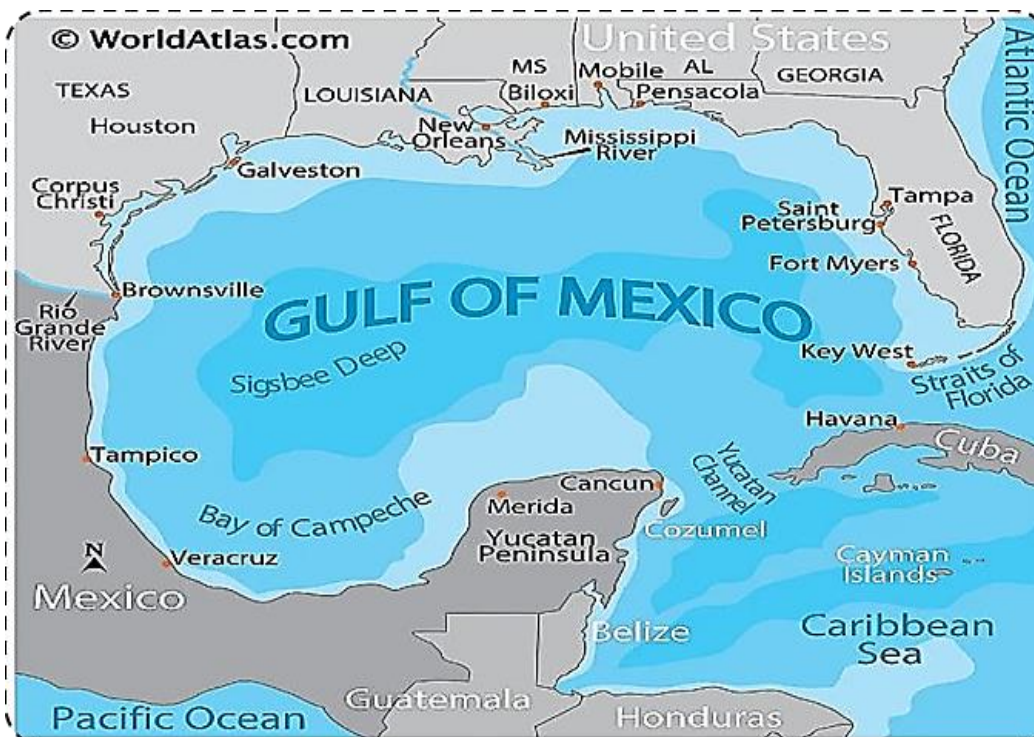 © WorldAtlas.com
United States
Atlantic Ocean
MS
AL
GEORGIA
TEXAS
LOUISIANA
Biloxi
Mobile
Pensacola
Houston
New
Orleans
Mississippi
River
Galveston
Corpus
Christi
Tampa
Saint
Petersburg
FLORIDA
Fort Myers
Brownsville
Rió
Grande
River
GULF OF MEXICO
Sigsbee Deep
Key West
Straits of
Florida
Havana
Cuba
Tampico
Yucatan
Channel
Cancun
Merida
Bay of Campeche
Yucatan
Peninsula
Cozumel
Veracruz
N
Mexico
Cayman
Islands
Belize
Caribbean
Sea
Guatemala
Honduras
Pacific Ocean